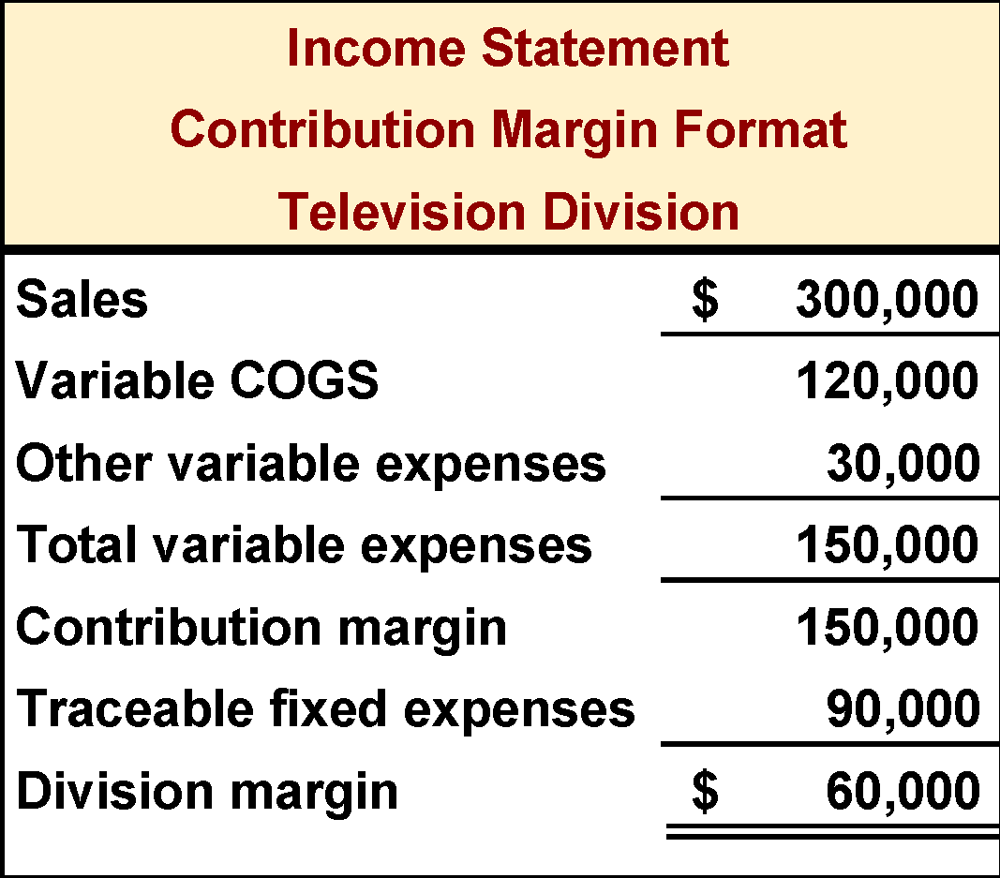 Income Statement
Contribution Margin Format
Television Division
Sales $ 300,000
Variable COGS 120,000
Other variable expenses 30,000
Total variable expenses 150,000
Contribution margin 150,000
Traceable fixed expenses 90,000
Division margin $ 60,000